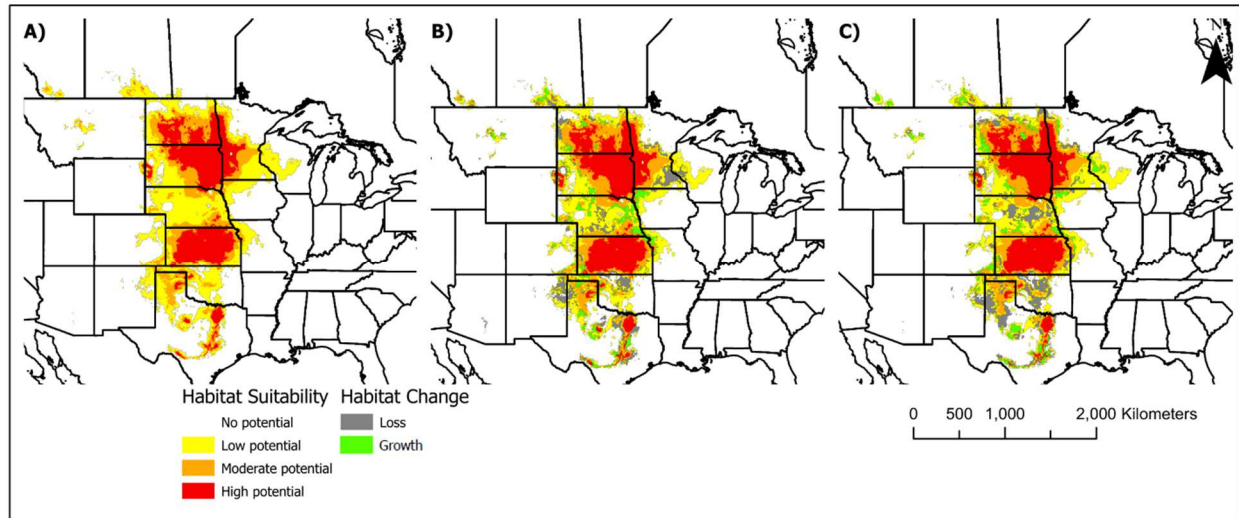 A)
B)
C)
N
Habitat Suitability Habitat Change
No potential Loss
Low potential Growth
Moderate potential
High potential
0 500 1,000 2,000 Kilometers